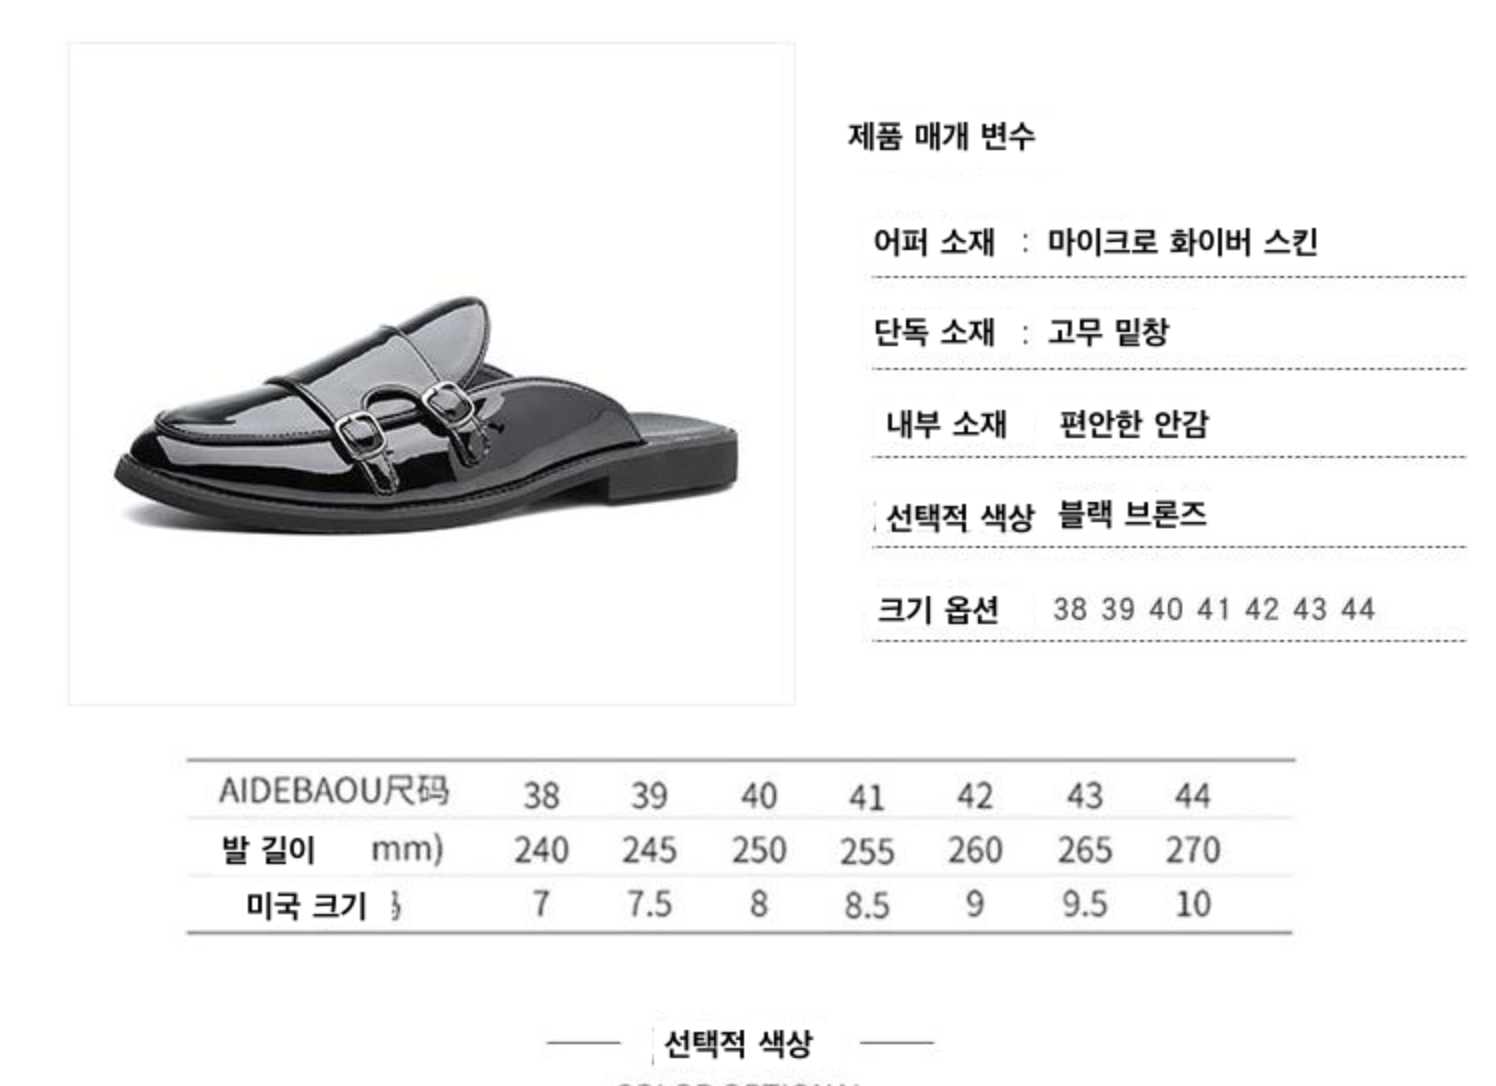 제품 매개 변수
어퍼 소재 : 마이크로 화이버 스킨
단독 소재 : 고무 밑창
내부 소재 편안한 안감
선택적 색상 블랙 브론즈
크기 옵션 38 39 40 41 42 43 44
AIDEBAOU尺码 38 39 40 41 42 43 44
발 길이 mm) 240 245 250 255 260 265 270
미국 크기 7 7.5 8 8.5 9 9.5 10
선택적 색상